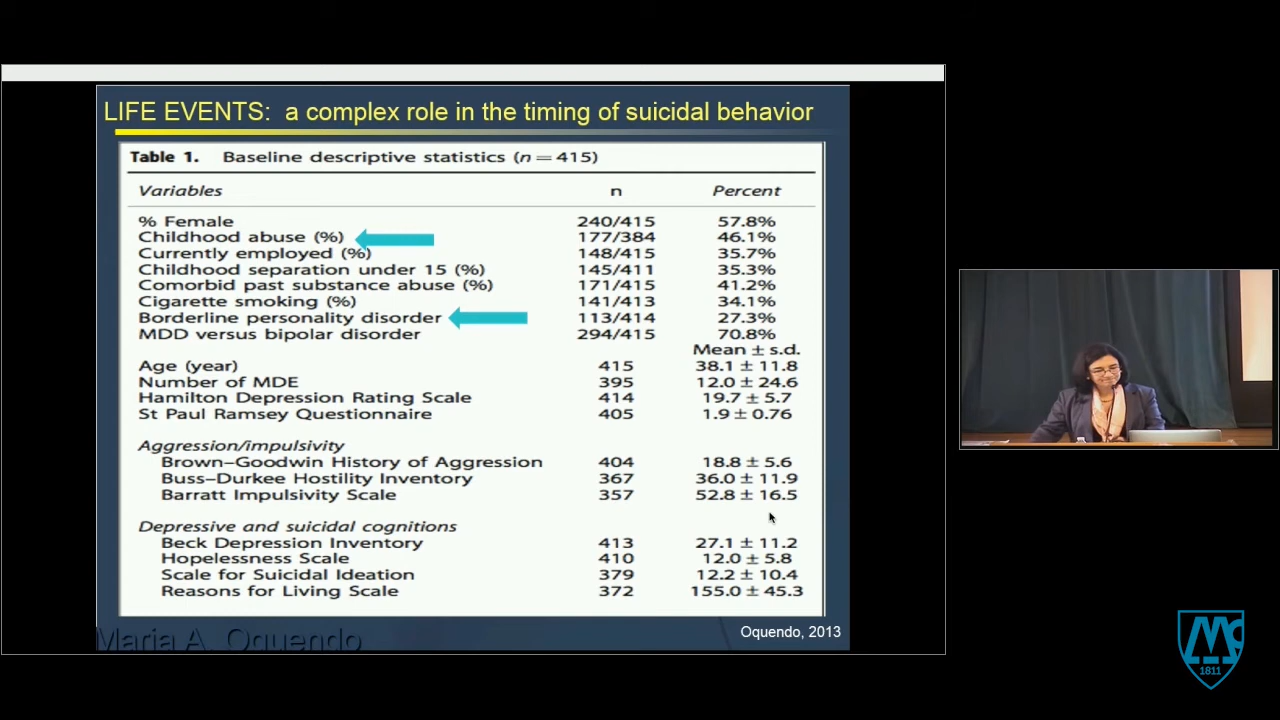 LIFE EVENTS: a complex role in the timing of suicidal behavior
Table 1. Baseline descriptive statistics (n = 415)
Variables n Percent
% Female 240/415 57.8%
Childhood abuse (%) 177/384 46.1%
Currently employed (%) 148/415 35.7%
Childhood separation under 15 (%) 145/411 35.3%
Comorbid past substance abuse (%) 171/415 41.2%
Cigarette smoking (%) 141/413 34.1%
Borderline personality disorder 113/414 27.3%
MDD versus bipolar disorder 294/415 70.8%
Mean ± s.d.
Age (year) 415 38.1 ± 11.8
Number of MDE 395 12.0 ± 24.6
Hamilton Depression Rating Scale 414 19.7 ± 5.7
St Paul Ramsey Questionnaire 405 1.9 ± 0.76
Aggression/impulsivity
Brown–Goodwin History of Aggression 404 18.8 ± 5.6
Buss–Durkee Hostility Inventory 367 36.0 ± 11.9
Barratt Impulsivity Scale 357 52.8 ± 16.5
Depressive and suicidal cognitions
Beck Depression Inventory 413 27.1 ± 11.2
Hopelessness Scale 410 12.0 ± 5.8
Scale for Suicidal Ideation 379 12.2 ± 10.4
Reasons for Living Scale 372 155.0 ± 45.3
Oquendo, 2013
Maria A. Oquendo
1811